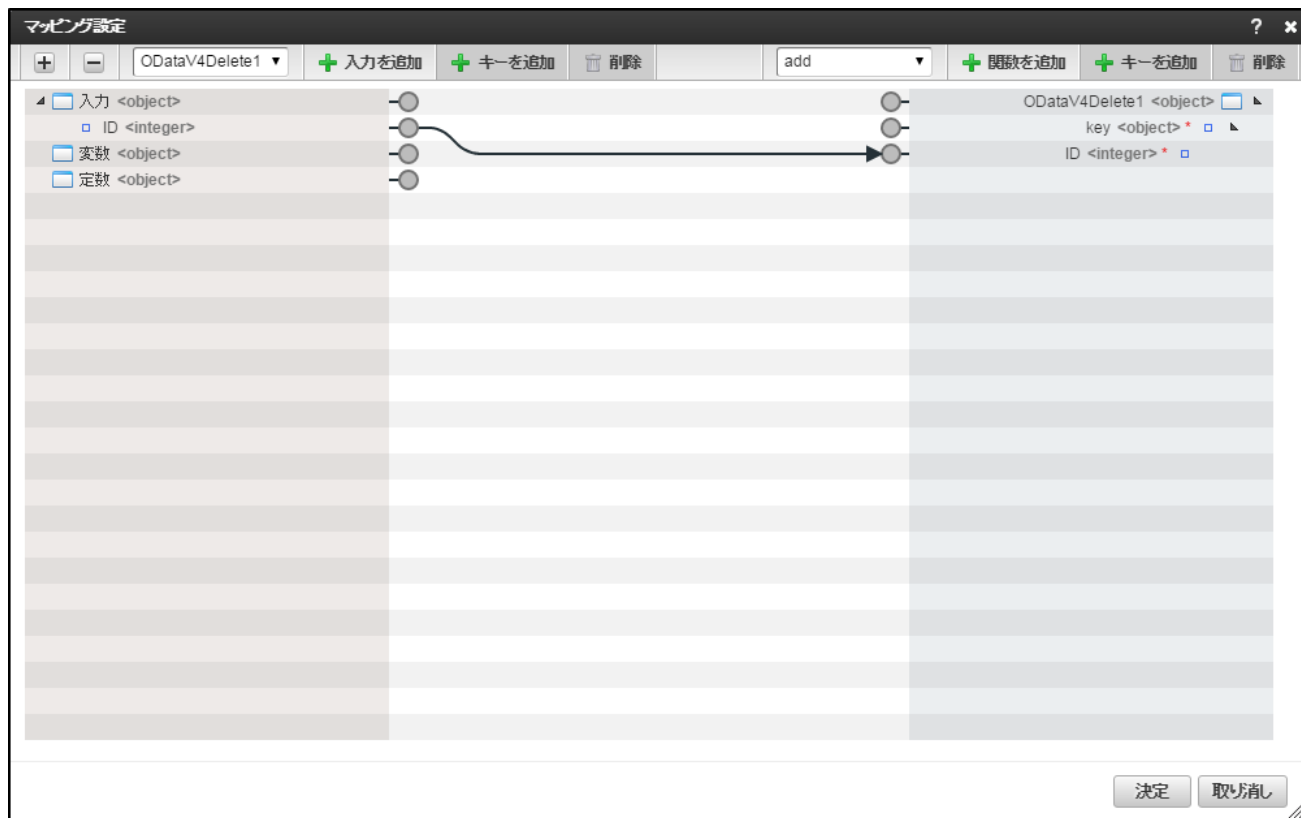 マッピング設定 ? ×
+ − ODataV4Delete1 ▼ 入力を追加 キーを追加 削除 add ▼ 関数を追加 キーを追加 削除
入力 <object> ODataV4Delete1 <object>
ID <integer> key <object> *
変数 <object> ID <integer> *
定数 <object>
決定 取り消し